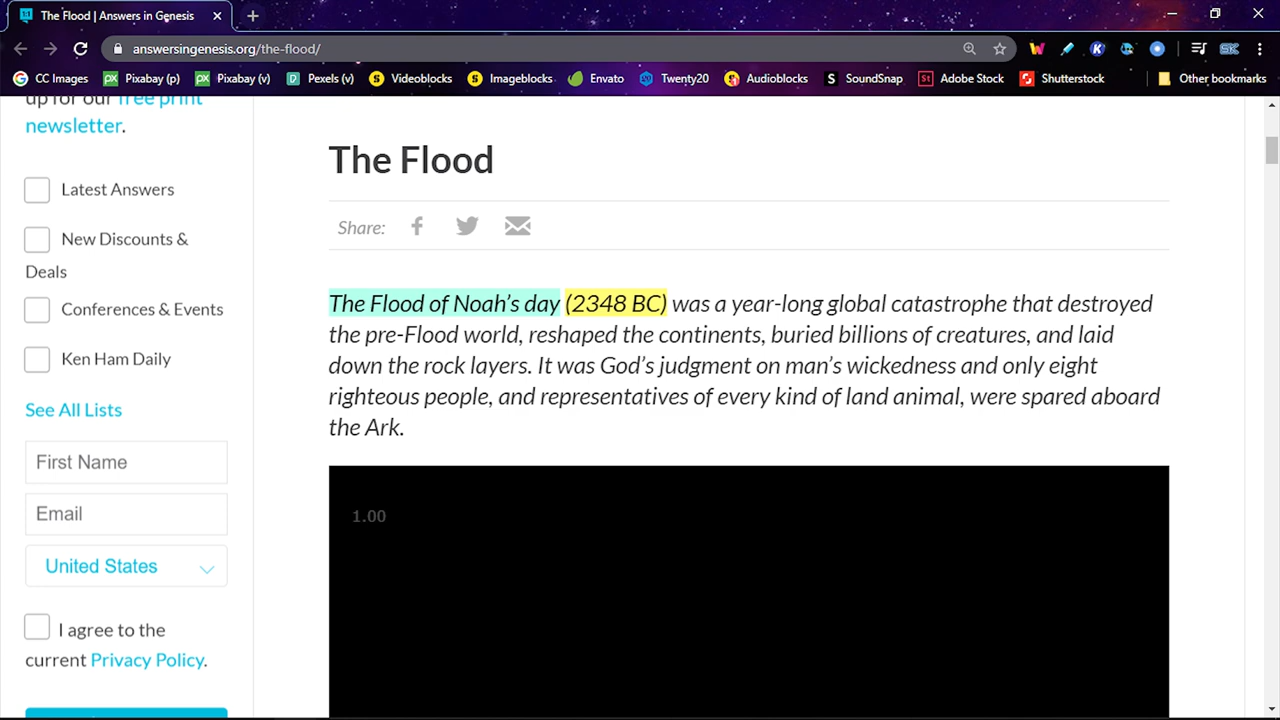 The Flood | Answers in Genesis
answersingenesis.org/the-flood/
CC Images
Pixabay (p)
Pixabay (v)
Pexels (v)
Videoblocks
Imageblocks
Envato
Twenty20
Audioblocks
SoundSnap
Adobe Stock
Shutterstock
Other bookmarks
up for our free print
newsletter.
Latest Answers
New Discounts &
Deals
Conferences & Events
Ken Ham Daily
See All Lists
First Name
Email
United States
I agree to the
current Privacy Policy.
The Flood
Share:
The Flood of Noah’s day (2348 BC) was a year-long global catastrophe that destroyed
the pre-Flood world, reshaped the continents, buried billions of creatures, and laid
down the rock layers. It was God’s judgment on man’s wickedness and only eight
righteous people, and representatives of every kind of land animal, were spared aboard
the Ark.
1.00